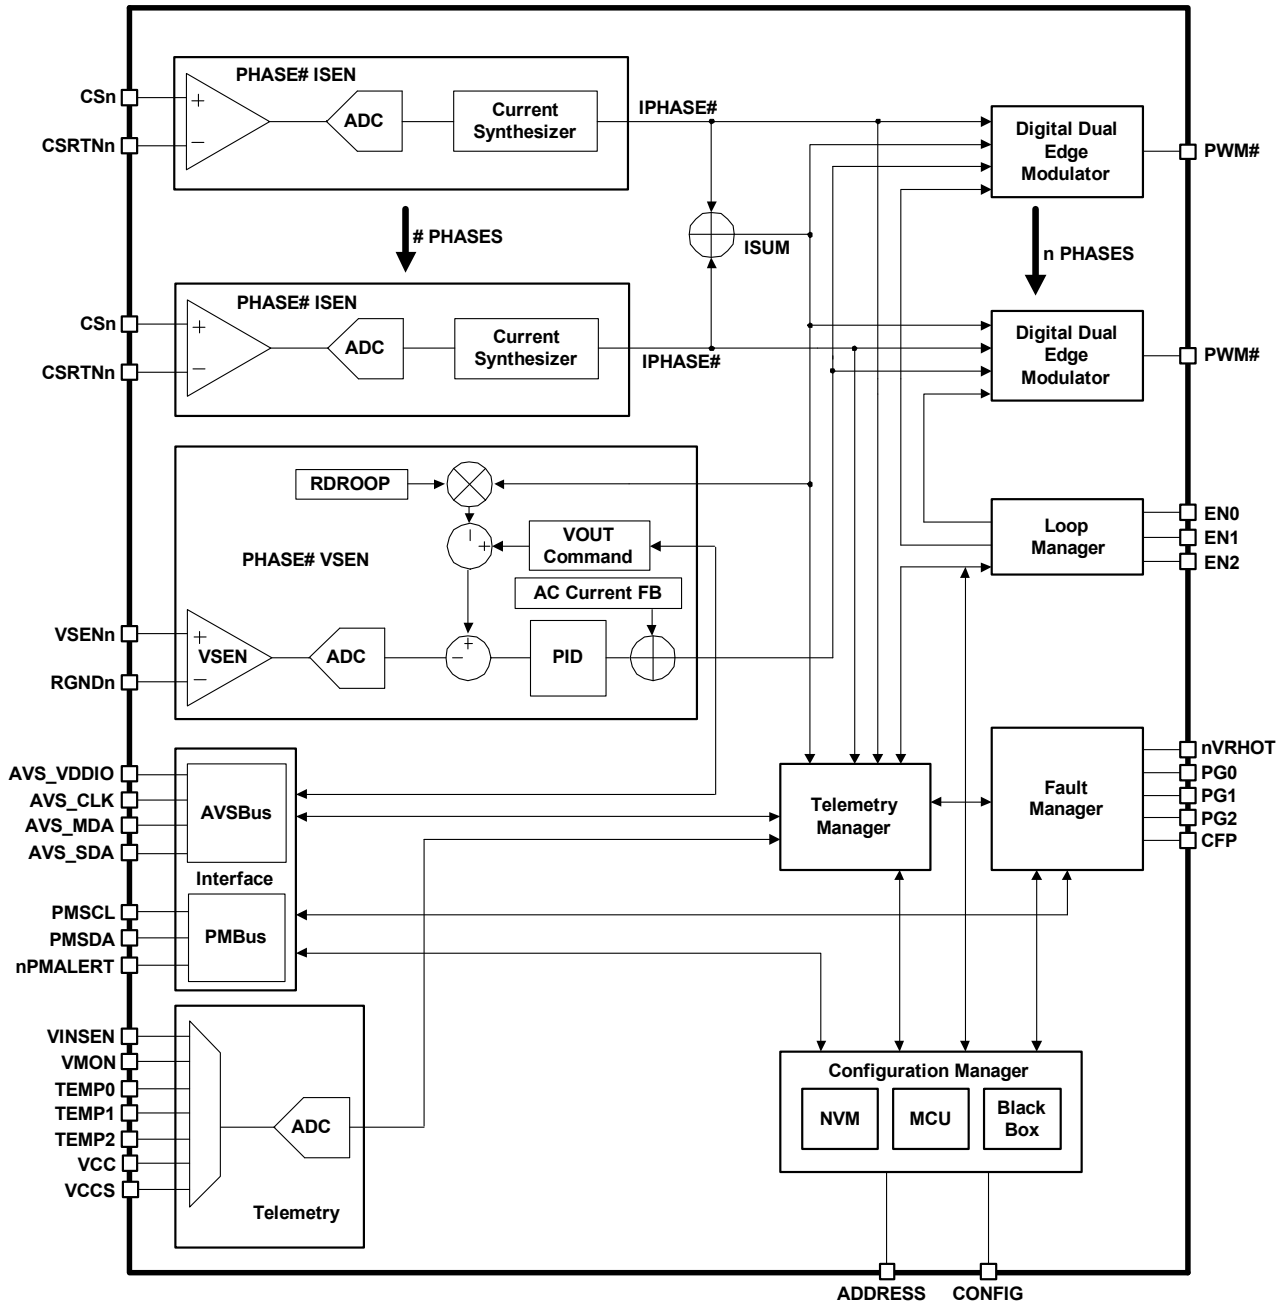 PHASE# ISEN
CSn
+
ADC
Current
Synthesizer
IPHASE#
Digital Dual
Edge
Modulator
PWM#
CSRTNn
−
# PHASES
ISUM
n PHASES
PHASE# ISEN
CSn
+
ADC
Current
Synthesizer
IPHASE#
Digital Dual
Edge
Modulator
PWM#
CSRTNn
−
RDROOP
−
+
VOUT
Command
PHASE# VSEN
AC Current FB
Loop
Manager
EN0
EN1
EN2
VSENn
+
VSEN
−
ADC
+
−
PID
RGNDn
AVS_VDDIO
AVS_CLK
AVS_MDA
AVS_SDA
AVSBus
Interface
PMSCL
PMSDA
nPMALERT
PMBus
Telemetry
Manager
Fault
Manager
nVRHOT
PG0
PG1
PG2
CFP
VINSEN
VMON
TEMP0
TEMP1
TEMP2
VCC
VCCS
ADC
Telemetry
Configuration Manager
NVM
MCU
Black
Box
ADDRESS
CONFIG